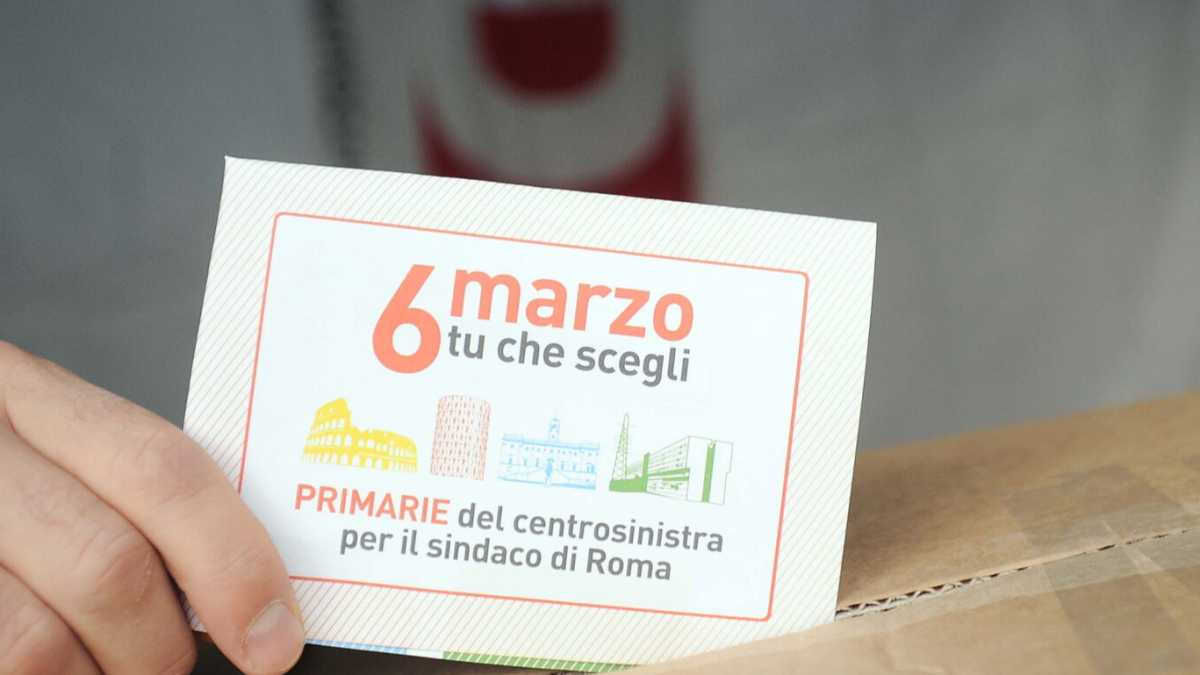 6 marzo
tu che scegli
PRIMARIE del centrosinistra
per il sindaco di Roma